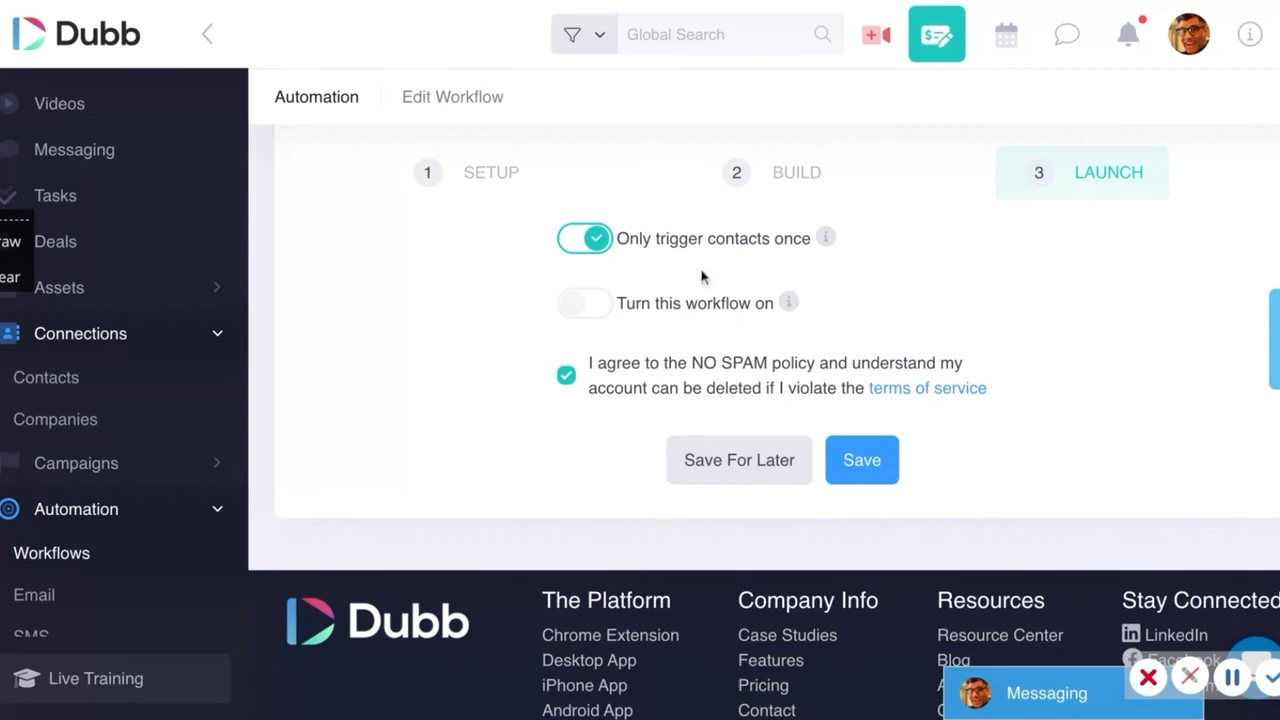 Dubb
Global Search
Videos
Messaging
Tasks
Deals
Assets
Connections
Contacts
Companies
Campaigns
Automation
Workflows
Email
SMS
Live Training
Automation
Edit Workflow
1 SETUP
2 BUILD
3 LAUNCH
Only trigger contacts once
Turn this workflow on
I agree to the NO SPAM policy and understand my
account can be deleted if I violate the terms of service
Save For Later
Save
Dubb
The Platform
Chrome Extension
Desktop App
iPhone App
Android App
Company Info
Case Studies
Features
Pricing
Contact
Resources
Resource Center
Blog
Stay Connected
LinkedIn
Facebook
Messaging